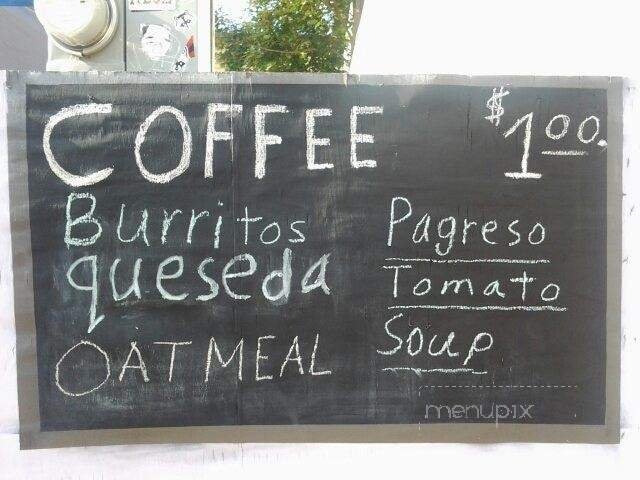 COFFEE $1.00.
Burritos
queseda
OATMEAL
Pagreso
Tomato
Soup
menupix